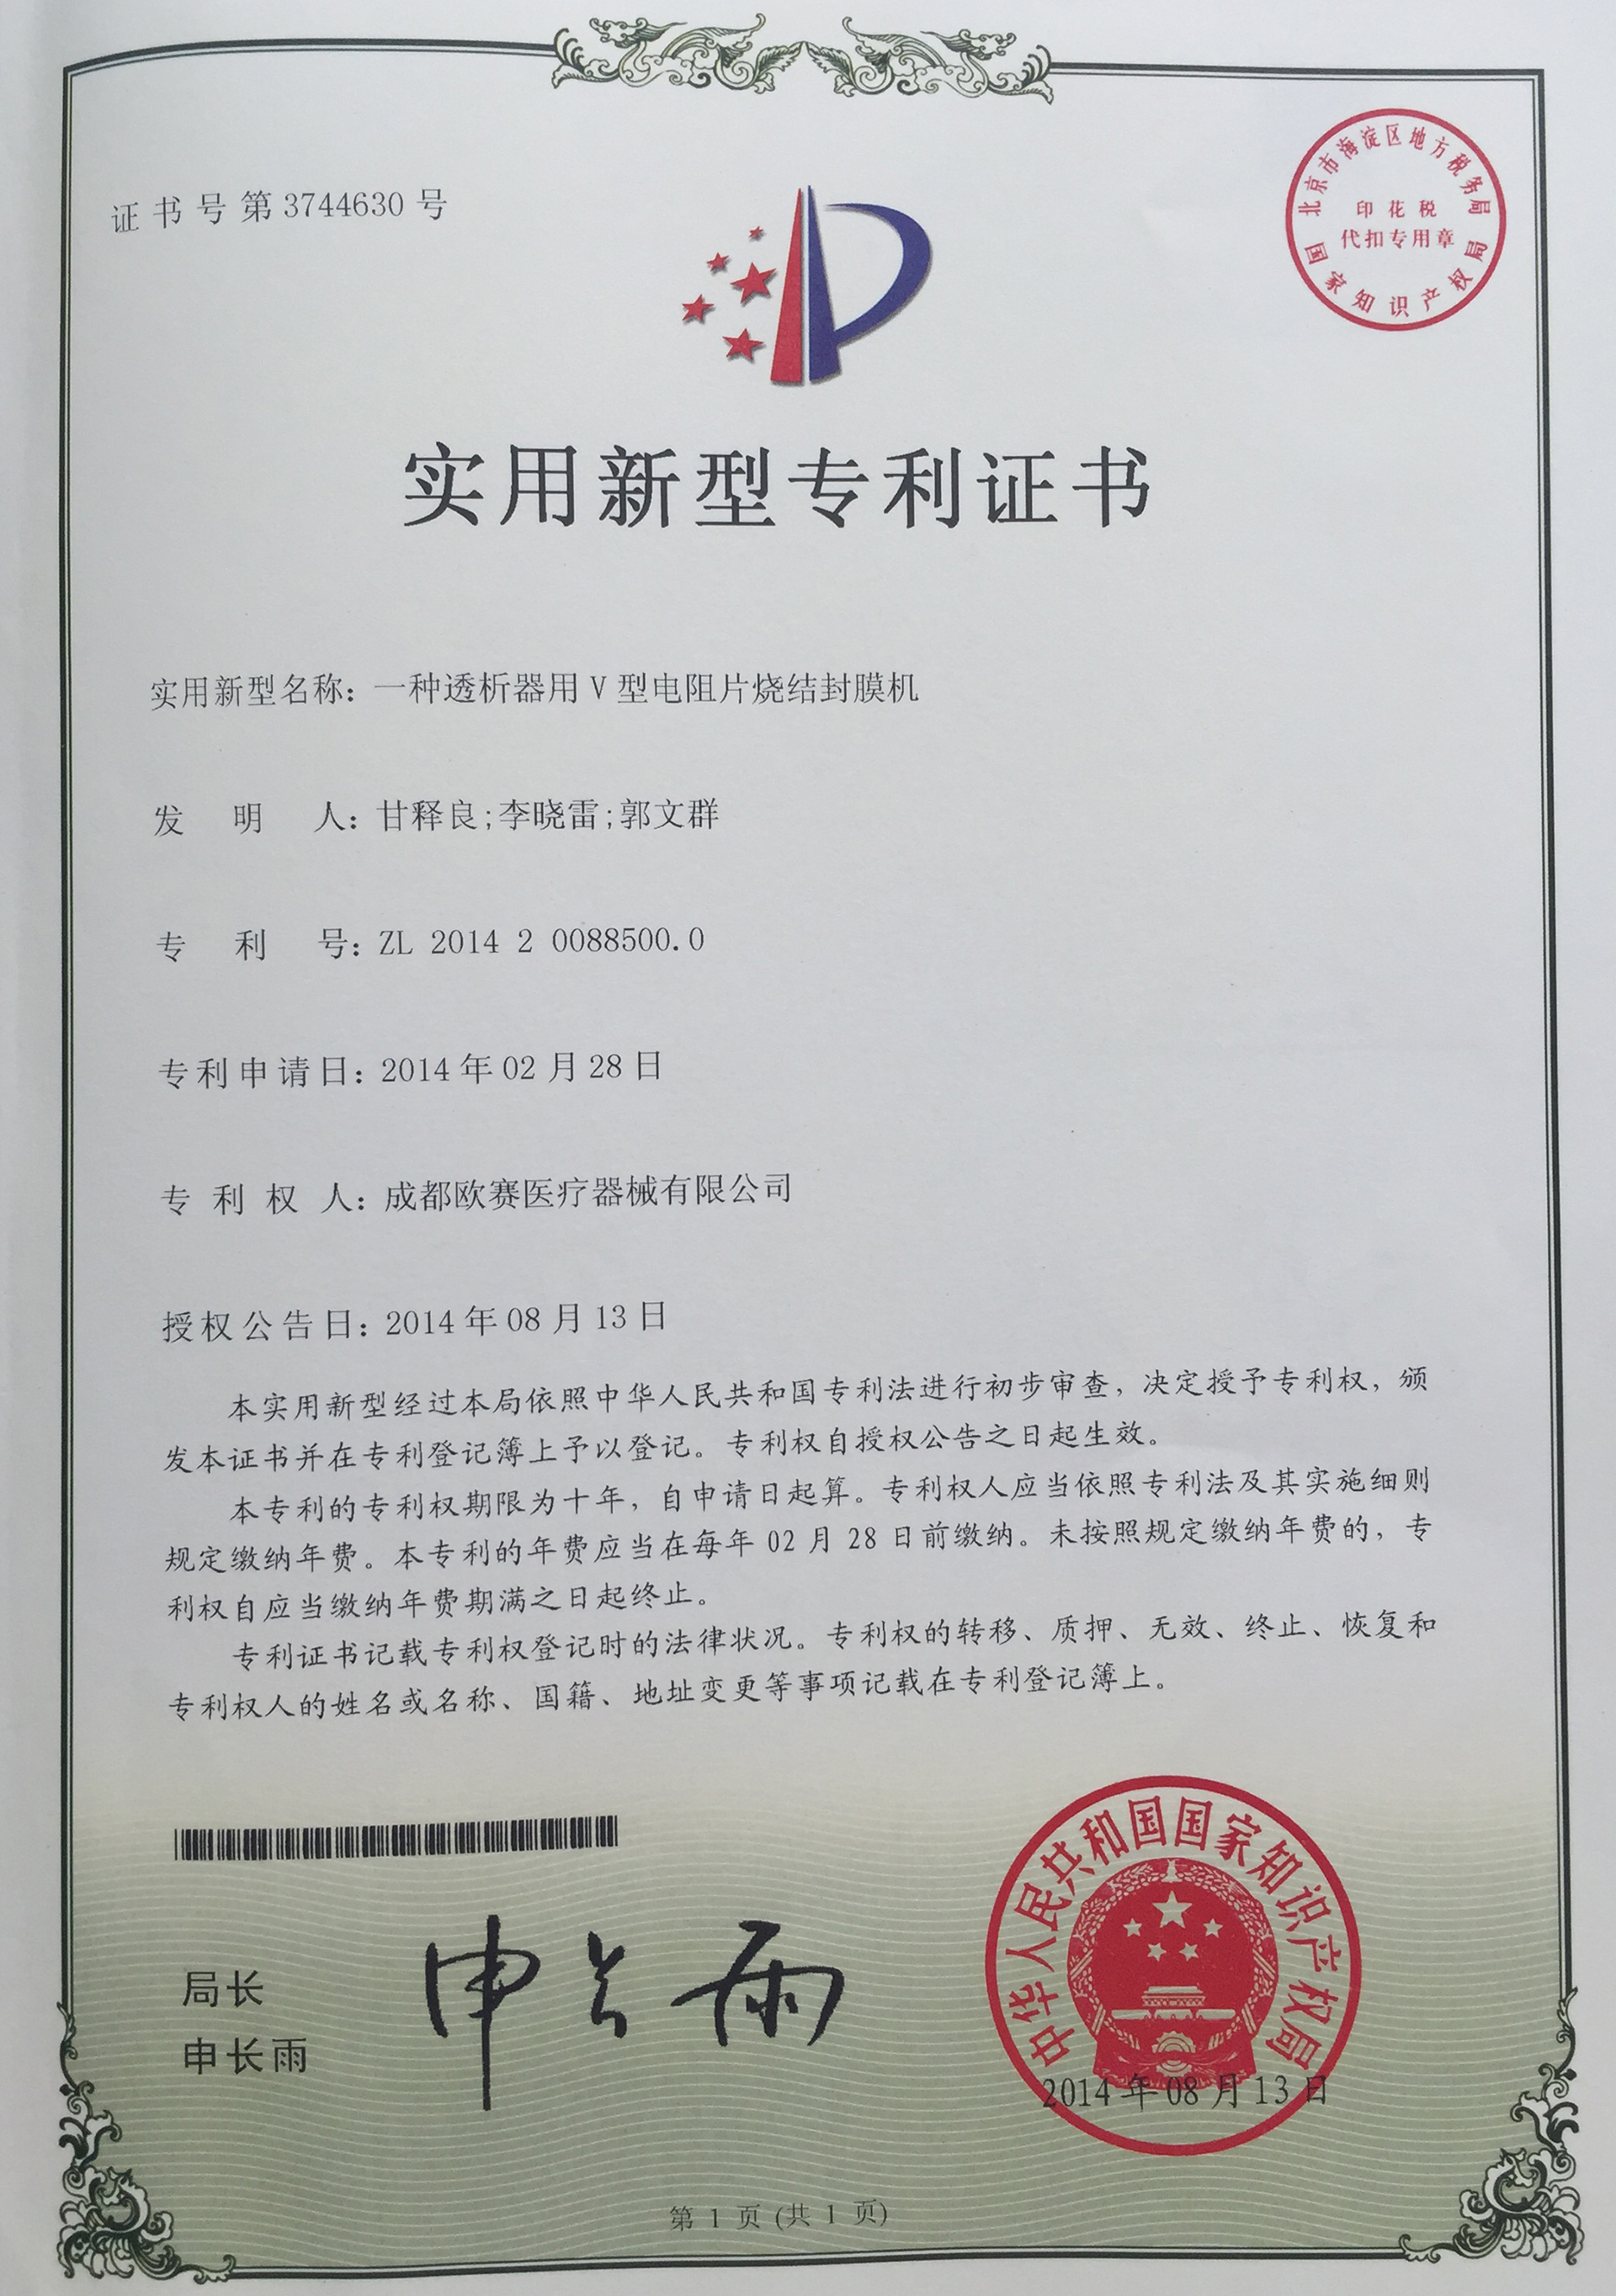 证书号第3744630号
北京市海淀区地方税务局
印花税
代扣专用章
国家知识产权局
实用新型专利证书
实用新型名称：一种透析器用V型电阻片烧结封膜机
发明人：甘释良;李晓雷;郭文群
专利号：ZL 2014 2 0088500.0
专利申请日：2014年02月28日
专利权人：成都欧赛医疗器械有限公司
授权公告日：2014年08月13日
本实用新型经过本局依照中华人民共和国专利法进行初步审查，决定授予专利权，颁
发本证书并在专利登记簿上予以登记。专利权自授权公告之日起生效。
本专利的专利权期限为十年，自申请日起算。专利权人应当依照专利法及其实施细则
规定缴纳年费。本专利的年费应当在每年02月28日前缴纳。未按照规定缴纳年费的，专
利权自应当缴纳年费期满之日起终止。
专利证书记载专利权登记时的法律状况。专利权的转移、质押、无效、终止、恢复和
专利权人的姓名或名称、国籍、地址变更等事项记载在专利登记簿上。
局长
申长雨
申长雨
中华人民共和国国家知识产权局
2014年08月13日
第1页(共1页)